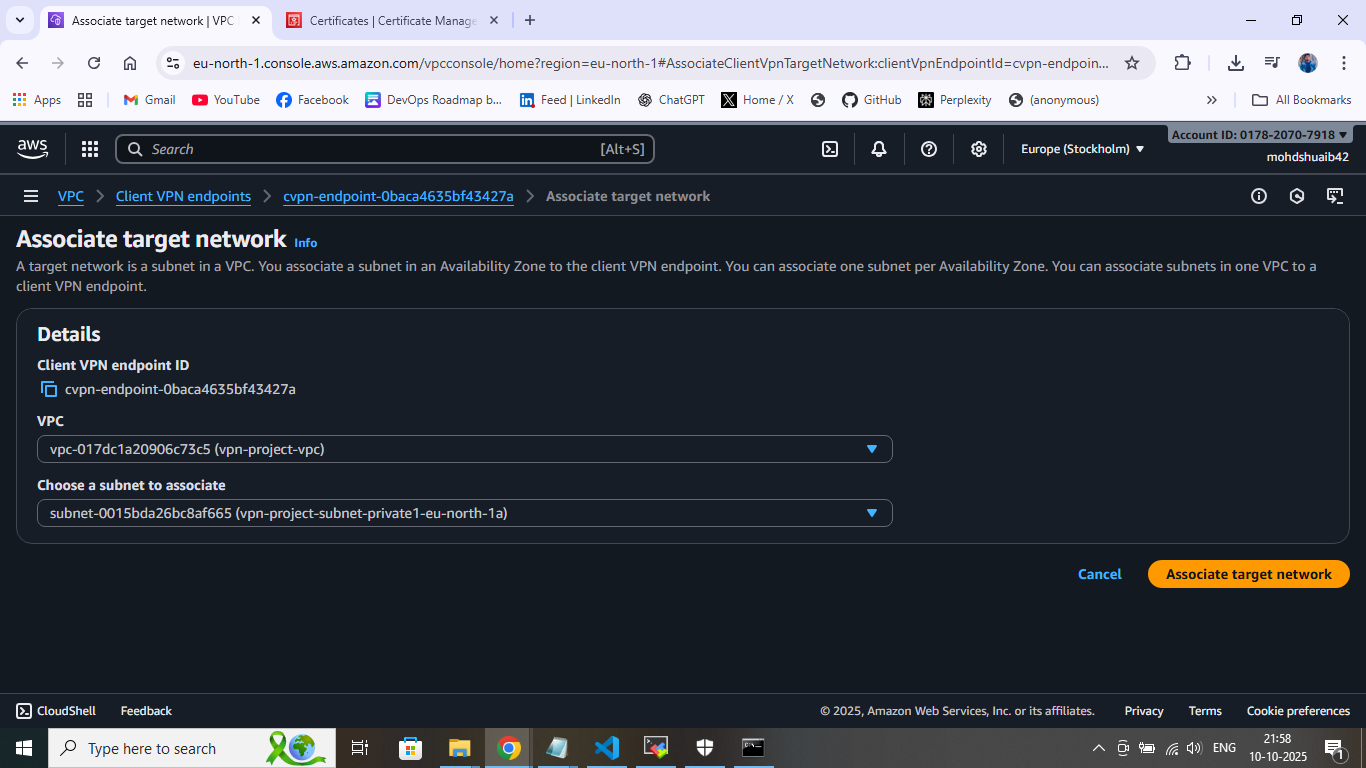 Associate target network | VPC
Certificates | Certificate Manage
eu-north-1.console.aws.amazon.com/vpcconsole/home?region=eu-north-1#AssociateClientVpnTargetNetwork:clientVpnEndpointId=cvpn-endpoin...
Apps Gmail YouTube Facebook DevOps Roadmap b... Feed | LinkedIn ChatGPT Home / X GitHub Perplexity (anonymous) » All Bookmarks
aws Search [Alt+S] Europe (Stockholm) Account ID: 0178-2070-7918
mohdshuaib42
VPC Client VPN endpoints cvpn-endpoint-0baca4635bf43427a Associate target network
Associate target network Info
A target network is a subnet in a VPC. You associate a subnet in an Availability Zone to the client VPN endpoint. You can associate one subnet per Availability Zone. You can associate subnets in one VPC to a
client VPN endpoint.
Details
Client VPN endpoint ID
cvpn-endpoint-0baca4635bf43427a
VPC
vpc-017dc1a20906c73c5 (vpn-project-vpc)
Choose a subnet to associate
subnet-0015bda26bc8af665 (vpn-project-subnet-private1-eu-north-1a)
Cancel Associate target network
CloudShell Feedback © 2025, Amazon Web Services, Inc. or its affiliates. Privacy Terms Cookie preferences
Type here to search ENG 21:58
10-10-2025 1